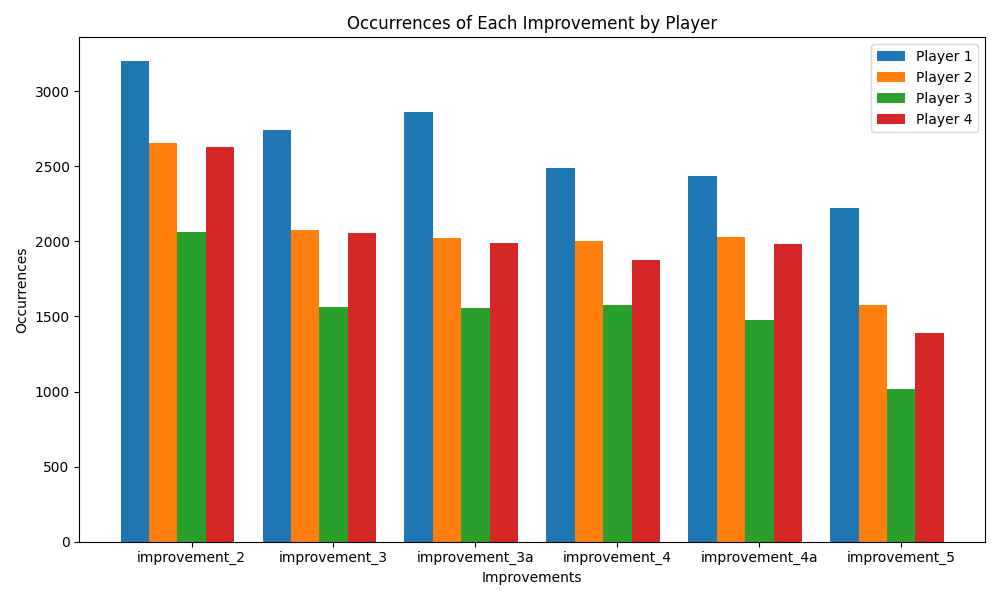 Occurrences of Each Improvement by Player
Player 1
Player 2
Player 3
Player 4
Occurrences
3000
2500
2000
1500
1000
500
0
improvement_2 improvement_3 improvement_3a improvement_4 improvement_4a improvement_5
Improvements